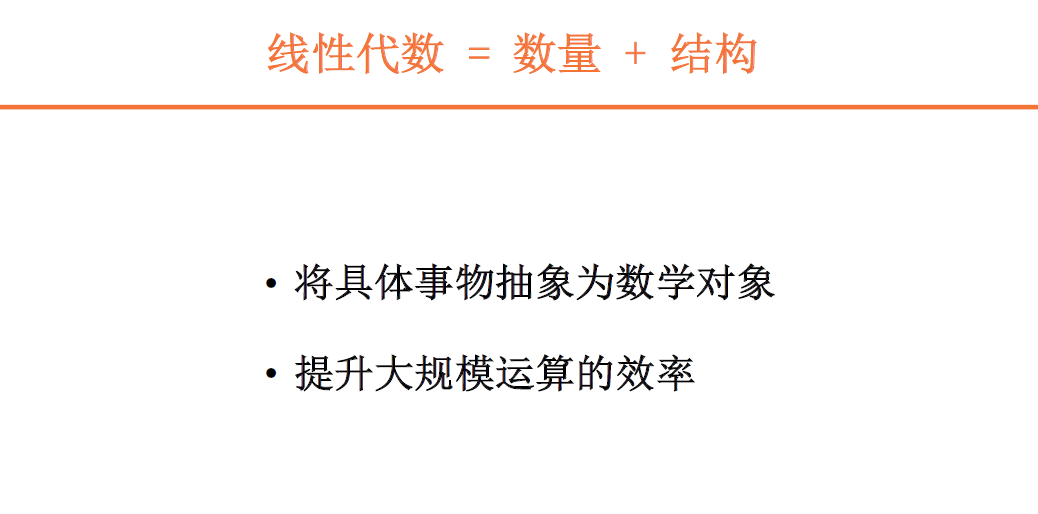 线性代数 = 数量 + 结构
• 将具体事物抽象为数学对象
• 提升大规模运算的效率